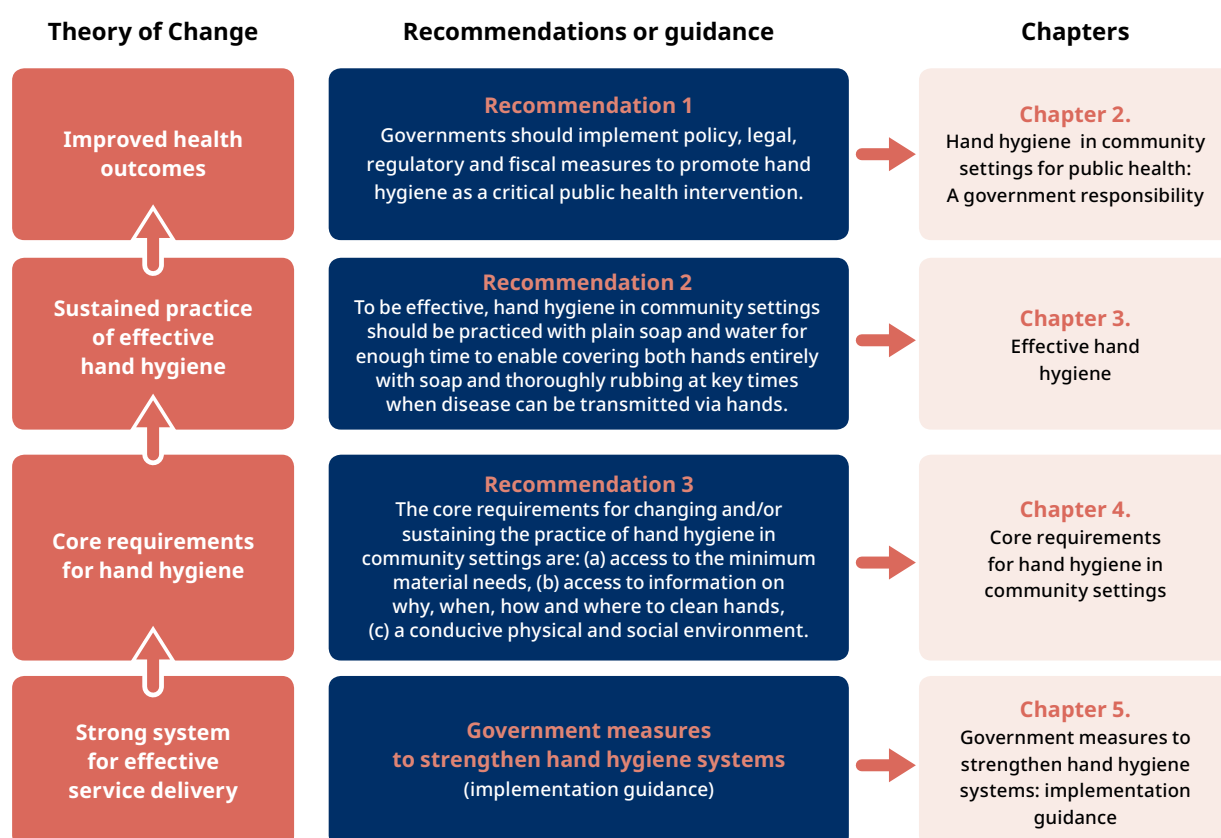 Theory of Change
Recommendations or guidance
Chapters
Improved health
outcomes
Recommendation 1
Governments should implement policy, legal,
regulatory and fiscal measures to promote hand
hygiene as a critical public health intervention.
Chapter 2.
Hand hygiene in community
settings for public health:
A government responsibility
Sustained practice
of effective
hand hygiene
Recommendation 2
To be effective, hand hygiene in community settings
should be practiced with plain soap and water for
enough time to enable covering both hands entirely
with soap and thoroughly rubbing at key times
when disease can be transmitted via hands.
Chapter 3.
Effective hand
hygiene
Core requirements
for hand hygiene
Recommendation 3
The core requirements for changing and/or
sustaining the practice of hand hygiene in
community settings are: (a) access to the minimum
material needs, (b) access to information on
why, when, how and where to clean hands,
(c) a conducive physical and social environment.
Chapter 4.
Core requirements
for hand hygiene in
community settings
Strong system
for effective
service delivery
Government measures
to strengthen hand hygiene systems
(implementation guidance)
Chapter 5.
Government measures to
strengthen hand hygiene
systems: implementation
guidance